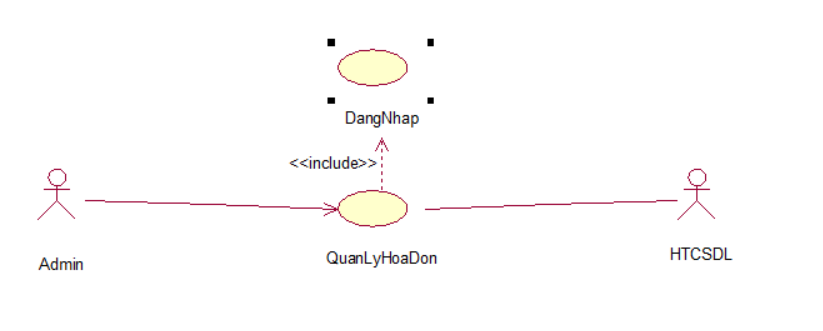 DangNhap
<<include>>
Admin
QuanLyHoaDon
HTCSDL